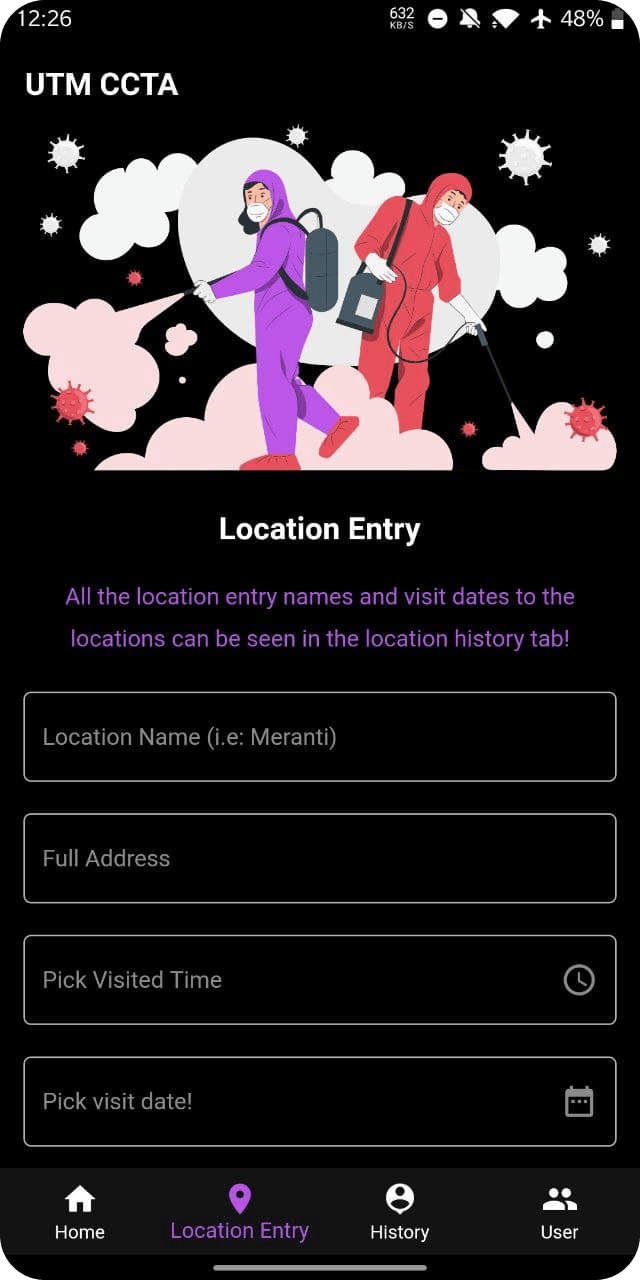 12:26
632
KB/S
48%
UTM CCTA
Location Entry
All the location entry names and visit dates to the
locations can be seen in the location history tab!
Location Name (i.e: Meranti)
Full Address
Pick Visited Time
Pick visit date!
Home
Location Entry
History
User